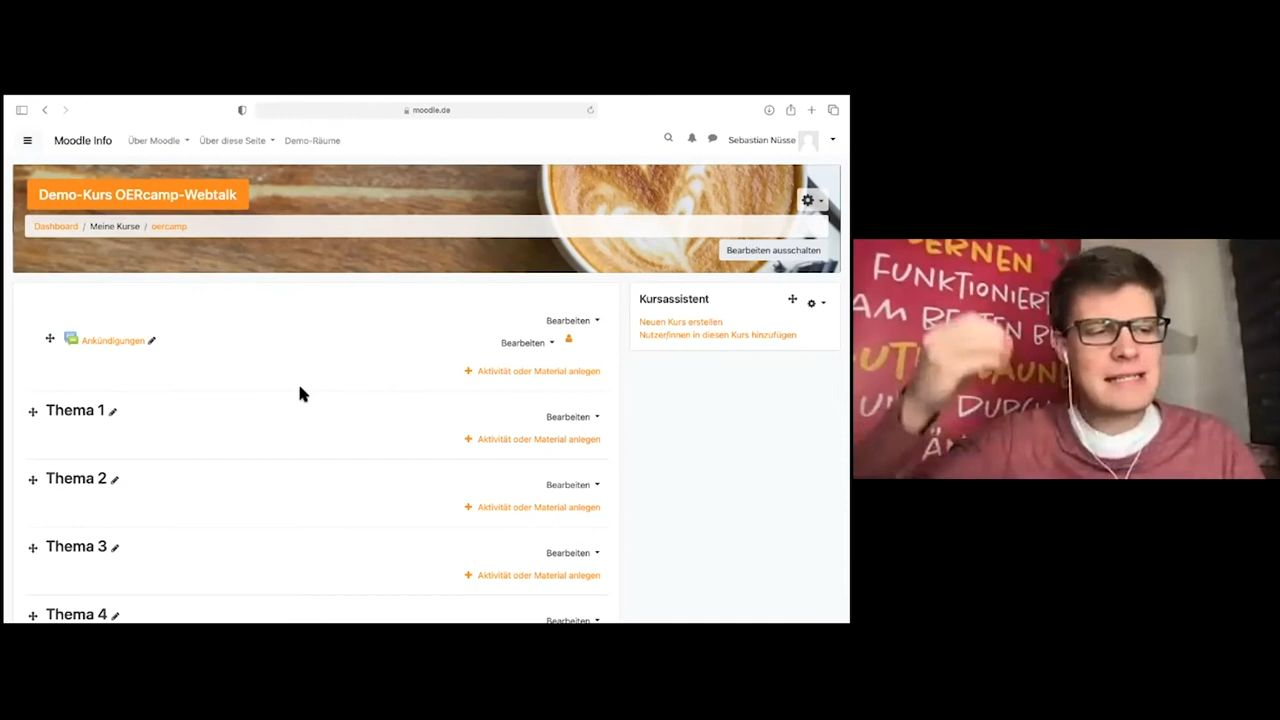 moodle.de
Moodle Info Über Moodle Über diese Seite Demo-Räume Sebastian Nüsse
Demo-Kurs OERcamp-Webtalk
Dashboard / Meine Kurse / oercamp
Bearbeiten ausschalten
Bearbeiten
Ankündigungen
Bearbeiten
+ Aktivität oder Material anlegen
Thema 1
Bearbeiten
+ Aktivität oder Material anlegen
Thema 2
Bearbeiten
+ Aktivität oder Material anlegen
Thema 3
Bearbeiten
+ Aktivität oder Material anlegen
Thema 4
Bearbeiten
Kursassistent
Neuen Kurs erstellen
Nutzer/innen in diesen Kurs hinzufügen
ERNEN
FUNKTIONIERT
AM
DURCH